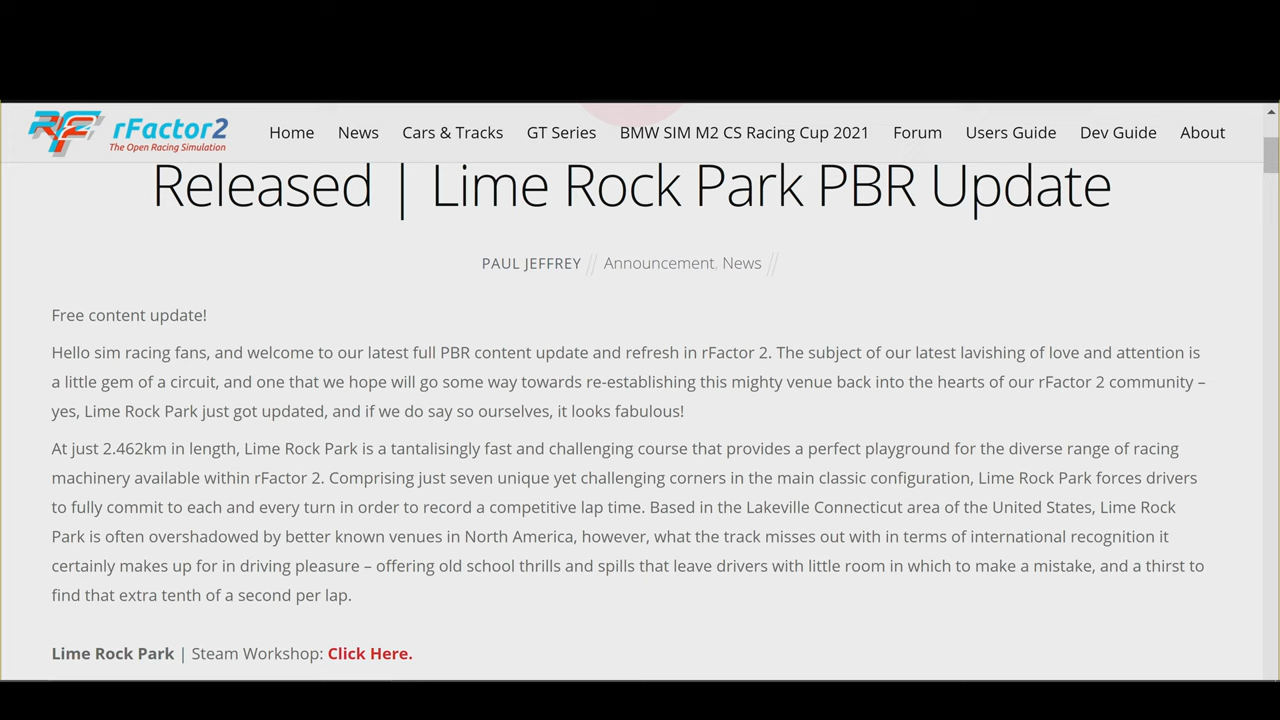 rFactor2
The Open Racing Simulation
Home News Cars & Tracks GT Series BMW SIM M2 CS Racing Cup 2021 Forum Users Guide Dev Guide About
Released | Lime Rock Park PBR Update
PAUL JEFFREY // Announcement, News //
Free content update!
Hello sim racing fans, and welcome to our latest full PBR content update and refresh in rFactor 2. The subject of our latest lavishing of love and attention is
a little gem of a circuit, and one that we hope will go some way towards re-establishing this mighty venue back into the hearts of our rFactor 2 community –
yes, Lime Rock Park just got updated, and if we do say so ourselves, it looks fabulous!
At just 2.462km in length, Lime Rock Park is a tantalisingly fast and challenging course that provides a perfect playground for the diverse range of racing
machinery available within rFactor 2. Comprising just seven unique yet challenging corners in the main classic configuration, Lime Rock Park forces drivers
to fully commit to each and every turn in order to record a competitive lap time. Based in the Lakeville Connecticut area of the United States, Lime Rock
Park is often overshadowed by better known venues in North America, however, what the track misses out with in terms of international recognition it
certainly makes up for in driving pleasure – offering old school thrills and spills that leave drivers with little room in which to make a mistake, and a thirst to
find that extra tenth of a second per lap.
Lime Rock Park | Steam Workshop: Click Here.